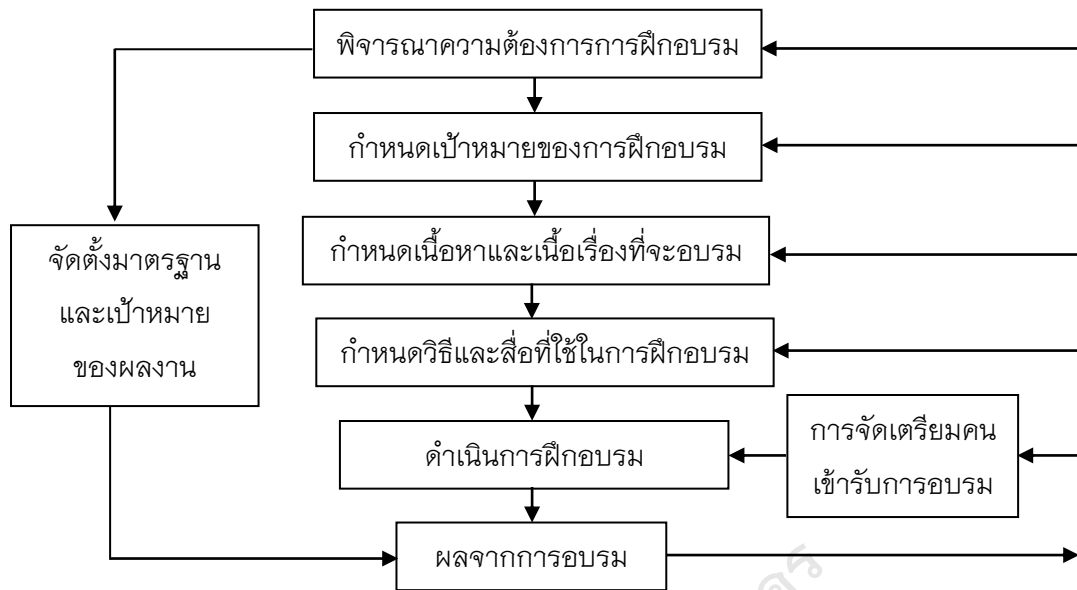 พิจารณาความต้องการการฝึกอบรม
กำหนดเป้าหมายของการฝึกอบรม
กำหนดเนื้อหาและเนื้อเรื่องที่จะอบรม
จัดตั้งมาตรฐาน
และเป้าหมาย
ของผลงาน
กำหนดวิธีและสื่อที่ใช้ในการฝึกอบรม
ดำเนินการฝึกอบรม
การจัดเตรียมคน
เข้ารับการอบรม
ผลจากการอบรม